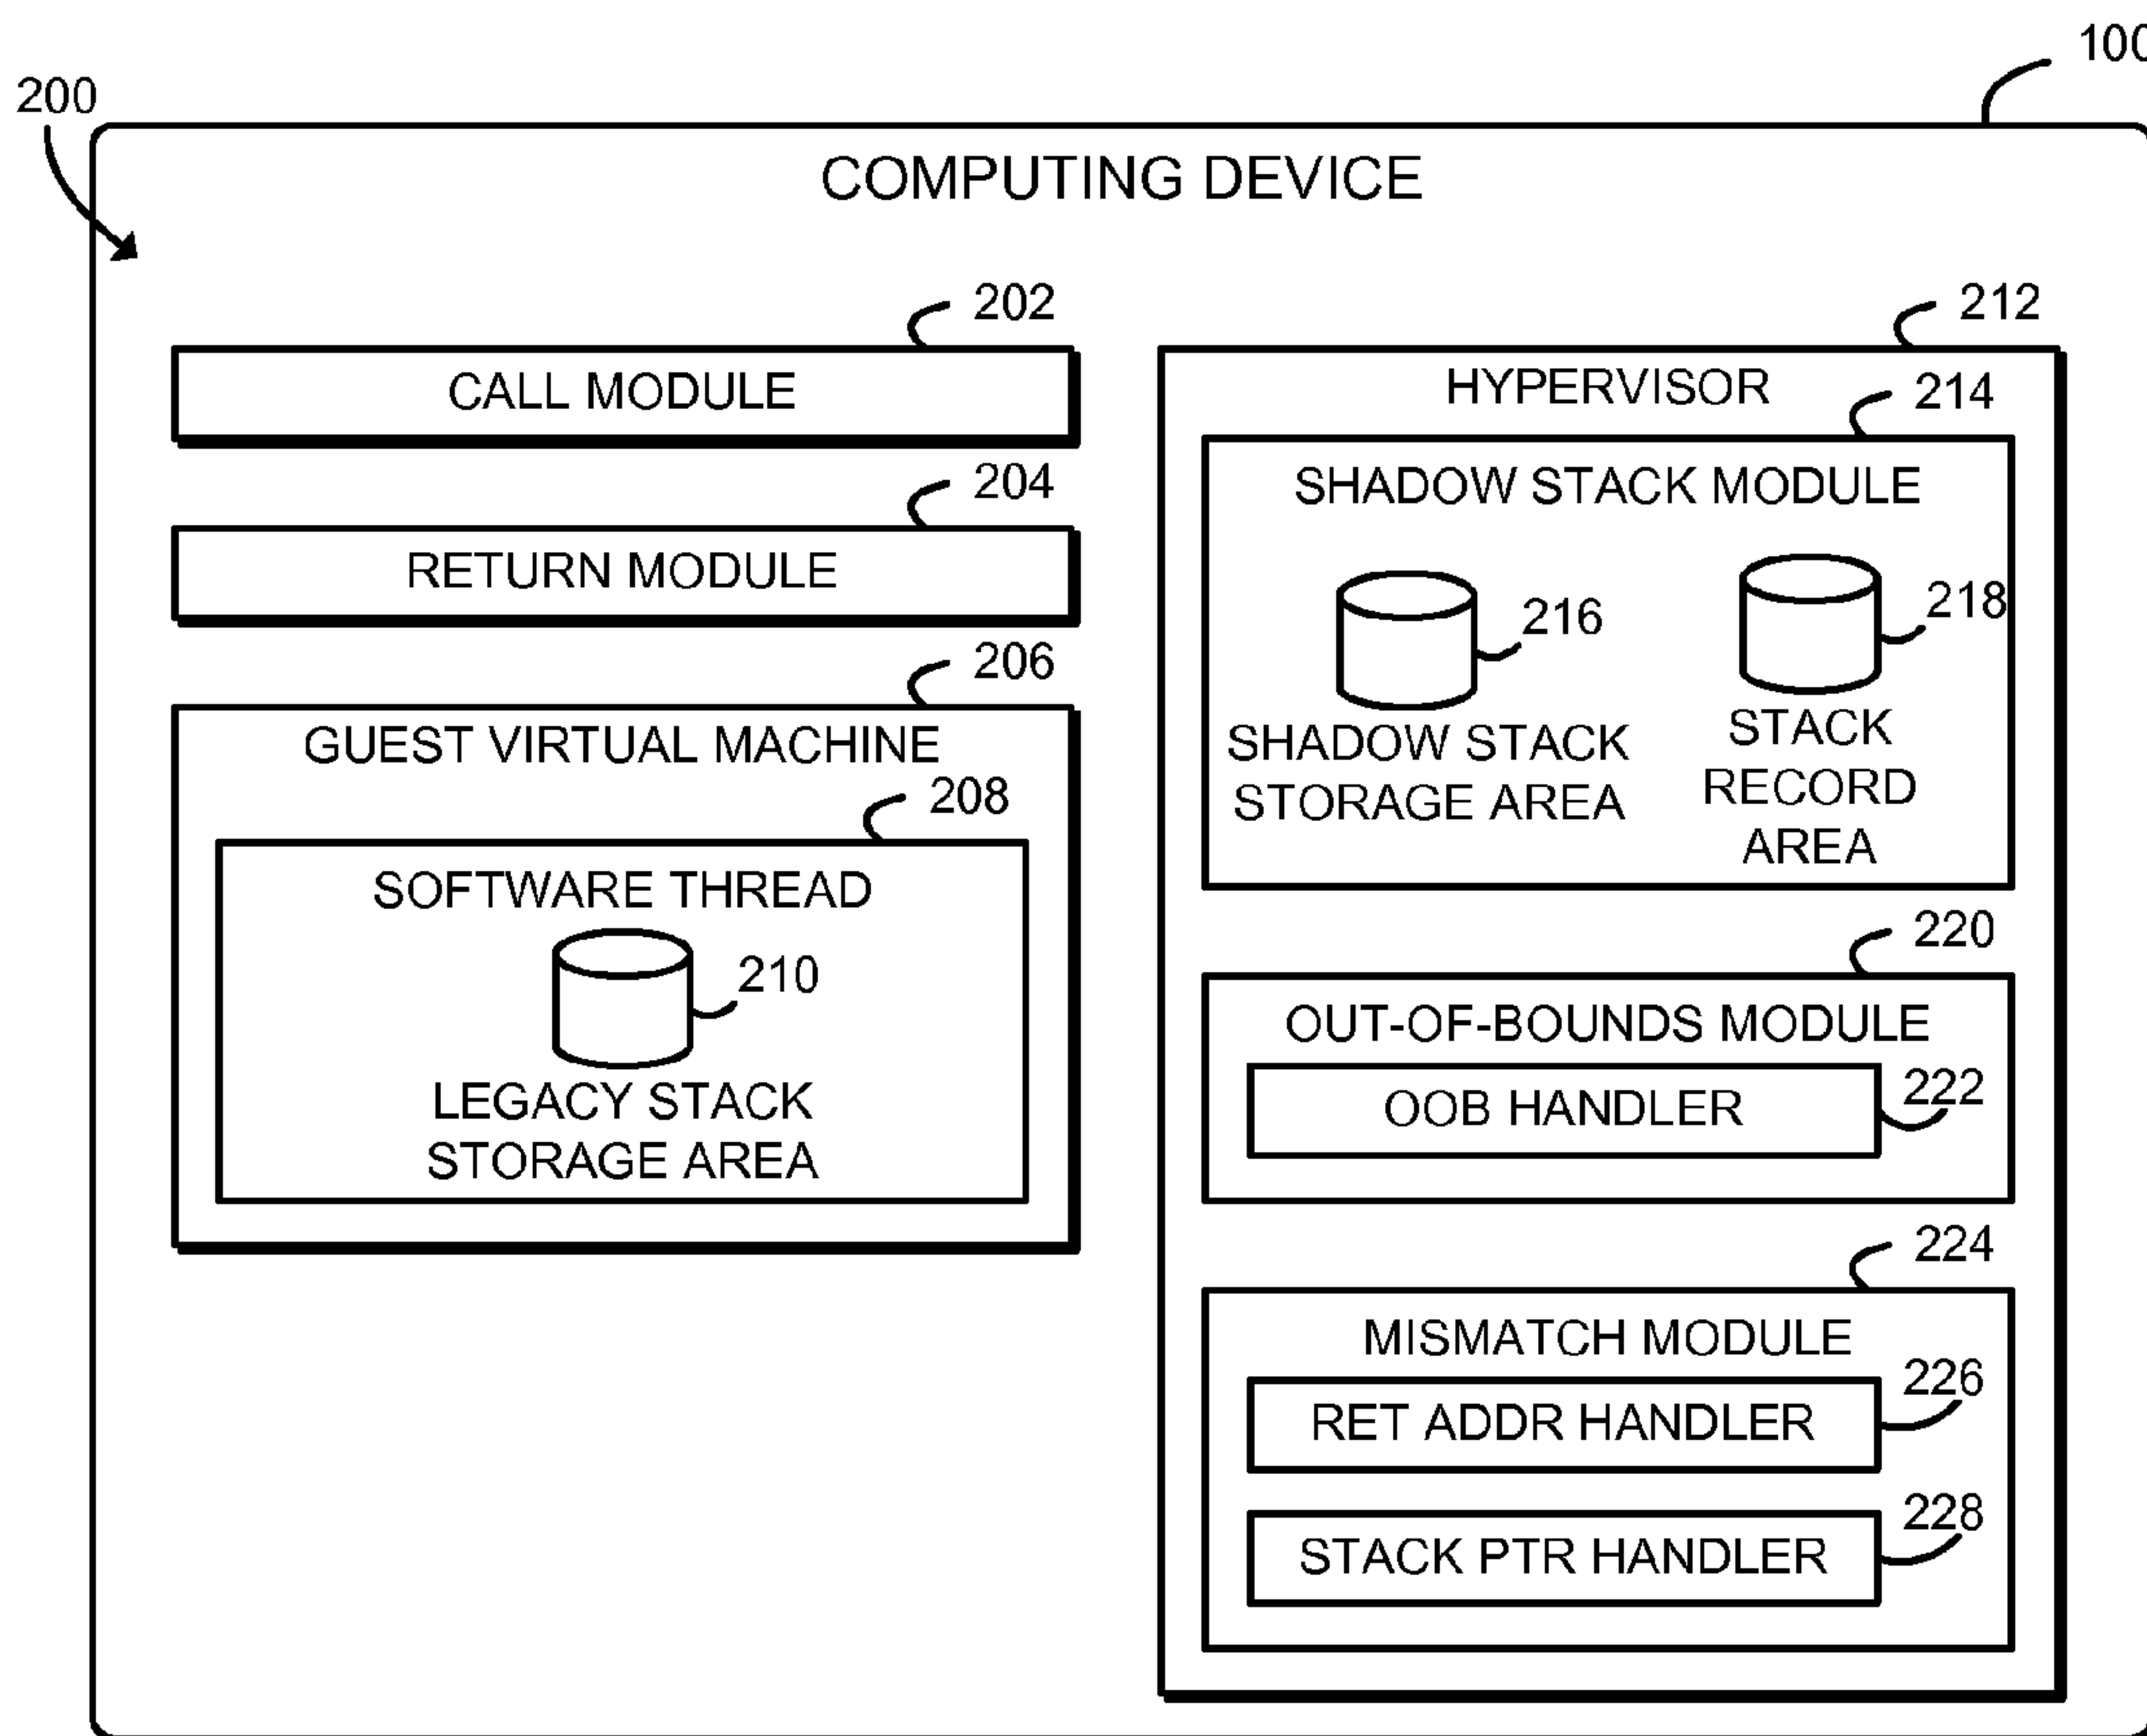 100
200
COMPUTING DEVICE
202
CALL MODULE
204
RETURN MODULE
206
GUEST VIRTUAL MACHINE
208
SOFTWARE THREAD
210
LEGACY STACK
STORAGE AREA
212
HYPERVISOR
214
SHADOW STACK MODULE
216
SHADOW STACK
STORAGE AREA
218
STACK
RECORD
AREA
220
OUT-OF-BOUNDS MODULE
OOB HANDLER
222
224
MISMATCH MODULE
226
RET ADDR HANDLER
228
STACK PTR HANDLER